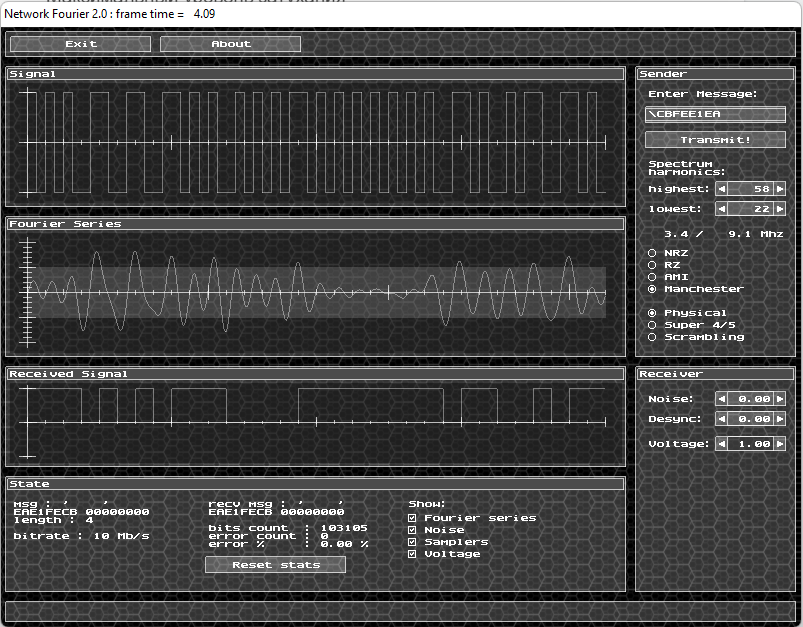 Network Fourier 2.0 : frame time = 4.09
Exit
About
Signal
Fourier Series
Received Signal
State
msg : '    '
EAE1FECB 00000000
length : 4
bitrate : 10 Mb/s
recv msg : '    '
EAE1FECB 00000000
bits count : 103105
error count : 0
error % : 0.00 %
Reset stats
Show:
Fourier series
Noise
Samplers
Voltage
Sender
Enter Message:
\CBFEE1EA
Transmit!
Spectrum
harmonics:
highest: 58
lowest: 22
3.4 / 9.1 Mhz
NRZ
RZ
AMI
Manchester
Physical
Super 4/5
Scrambling
Receiver
Noise: 0.00
Desync: 0.00
Voltage: 1.00